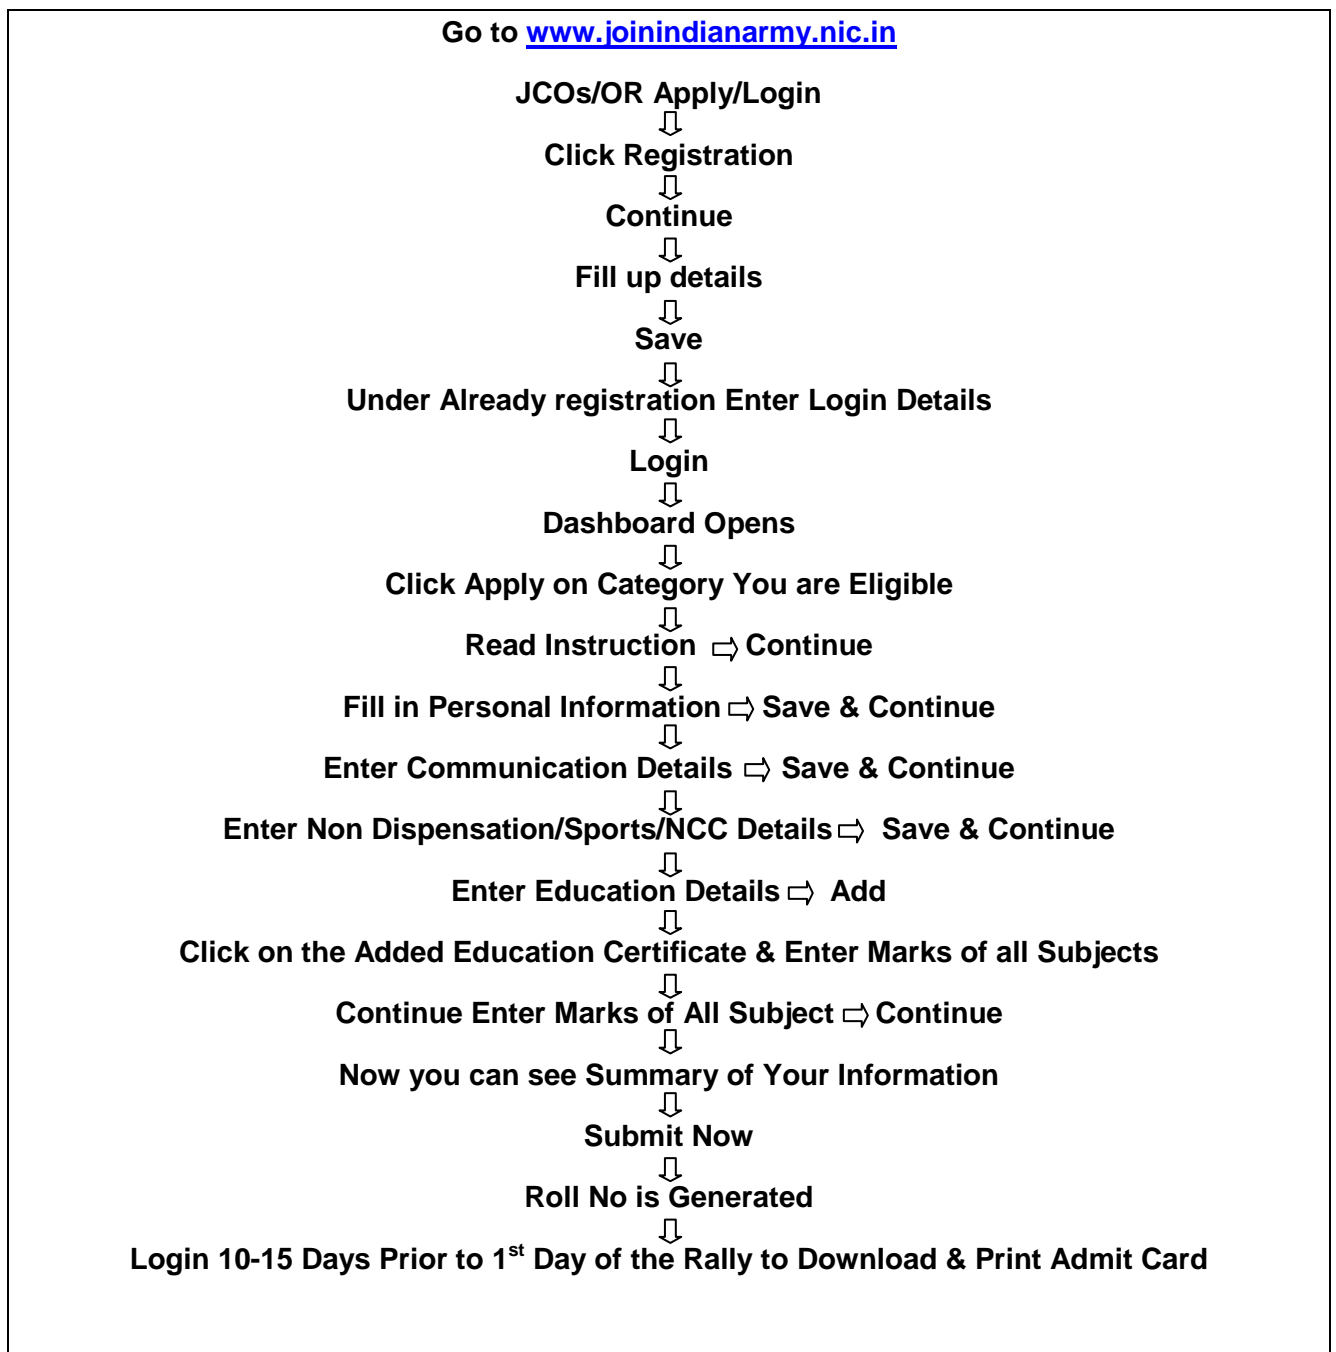 Go to www.joinindianarmy.nic.in
JCOs/OR Apply/Login
Click Registration
Continue
Fill up details
Save
Under Already registration Enter Login Details
Login
Dashboard Opens
Click Apply on Category You are Eligible
Read Instruction ⇨ Continue
Fill in Personal Information ⇨ Save & Continue
Enter Communication Details ⇨ Save & Continue
Enter Non Dispensation/Sports/NCC Details ⇨ Save & Continue
Enter Education Details ⇨ Add
Click on the Added Education Certificate & Enter Marks of all Subjects
Continue Enter Marks of All Subject ⇨ Continue
Now you can see Summary of Your Information
Submit Now
Roll No is Generated
Login 10-15 Days Prior to 1st Day of the Rally to Download & Print Admit Card